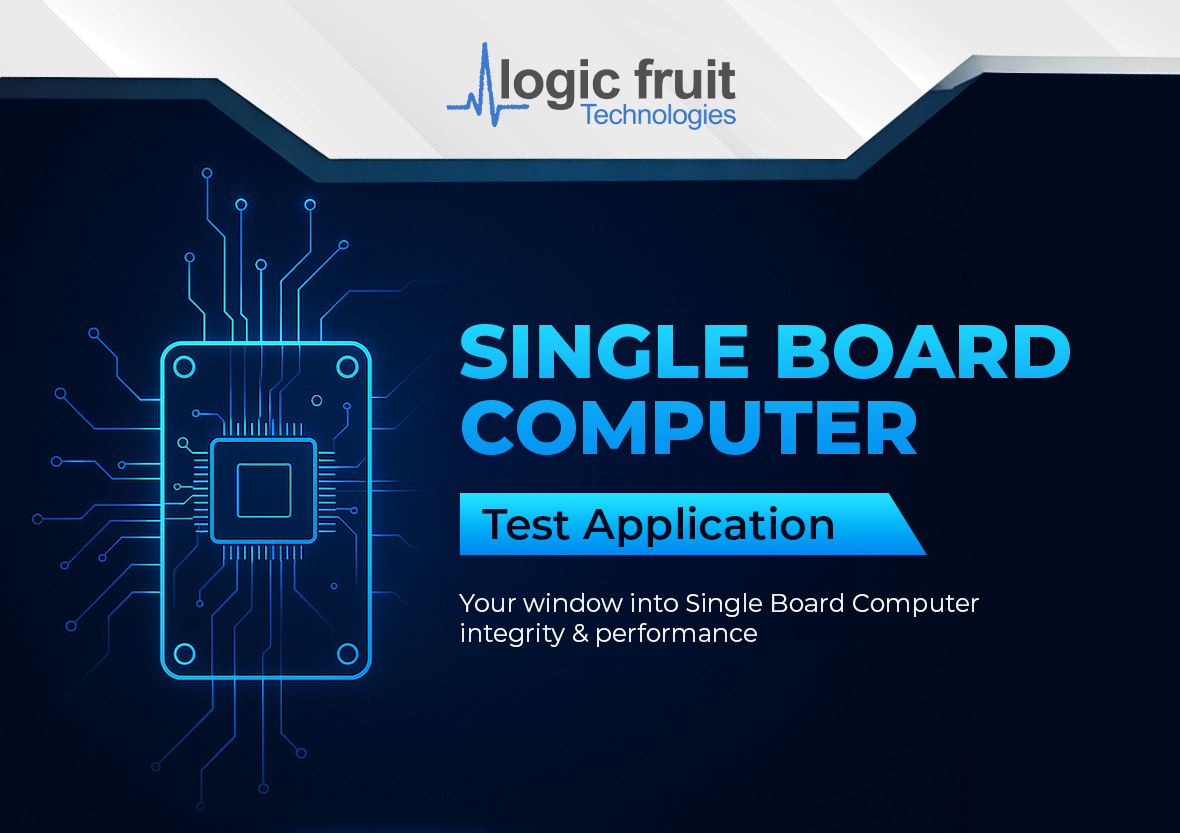 logic fruit
Technologies
SINGLE BOARD
COMPUTER
Test Application
Your window into Single Board Computer
integrity & performance